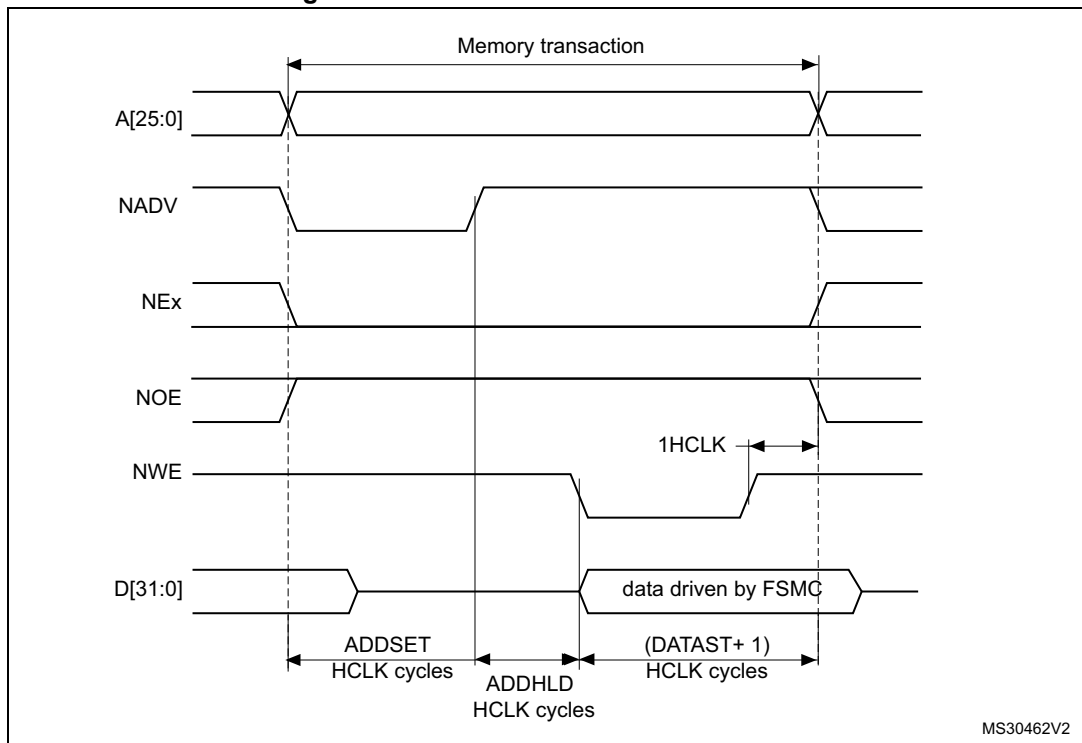 Memory transaction
A[25:0]
NADV
NEx
NOE
1HCLK
NWE
D[31:0]
data driven by FSMC
ADDSET
HCLK cycles
ADDHLD
HCLK cycles
(DATAST+ 1)
HCLK cycles
MS30462V2